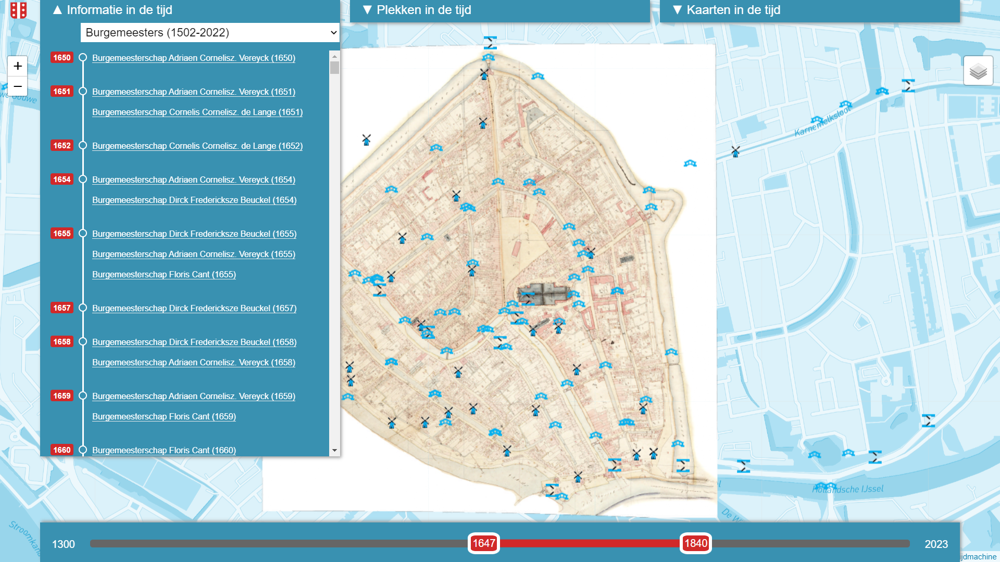 ▲ Informatie in de tijd
▼ Plekken in de tijd
▼ Kaarten in de tijd
Burgemeesters (1502-2022)
+
−
1650 Burgemeesterschap Adriaen Cornelisz. Vereyck (1650)
1651 Burgemeesterschap Adriaen Cornelisz. Vereyck (1651)
Burgemeesterschap Cornelis Cornelisz. de Lange (1651)
1652 Burgemeesterschap Cornelis Cornelisz. de Lange (1652)
1654 Burgemeesterschap Adriaen Cornelisz. Vereyck (1654)
Burgemeesterschap Dirck Fredericksze Beuckel (1654)
1655 Burgemeesterschap Dirck Fredericksze Beuckel (1655)
Burgemeesterschap Adriaen Cornelisz. Vereyck (1655)
Burgemeesterschap Floris Cant (1655)
1657 Burgemeesterschap Dirck Fredericksze Beuckel (1657)
1658 Burgemeesterschap Dirck Fredericksze Beuckel (1658)
Burgemeesterschap Adriaen Cornelisz. Vereyck (1658)
1659 Burgemeesterschap Adriaen Cornelisz. Vereyck (1659)
Burgemeesterschap Floris Cant (1659)
1660 Burgemeesterschap Floris Cant (1660)
Karnemelksloot
Hollandsche IJssel
De W
Stroomkana
1300
1647
1840
2023
ijdmachine